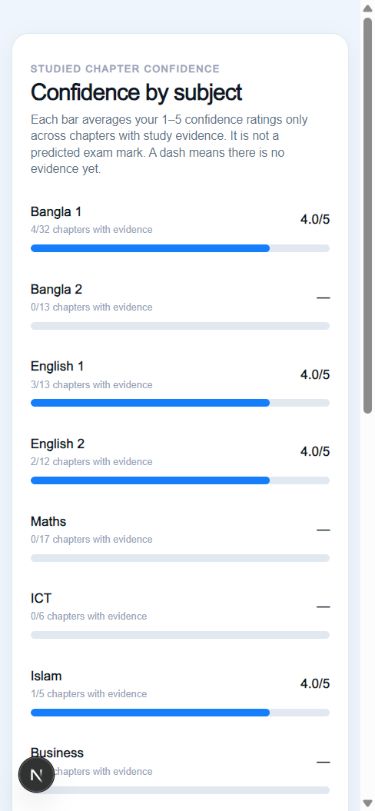 STUDIED CHAPTER CONFIDENCE
Confidence by subject
Each bar averages your 1–5 confidence ratings only
across chapters with study evidence. It is not a
predicted exam mark. A dash means there is no
evidence yet.
Bangla 1
4.0/5
4/32 chapters with evidence
Bangla 2
—
0/13 chapters with evidence
English 1
4.0/5
3/13 chapters with evidence
English 2
4.0/5
2/12 chapters with evidence
Maths
—
0/17 chapters with evidence
ICT
—
0/6 chapters with evidence
Islam
4.0/5
1/5 chapters with evidence
Business
—
N
chapters with evidence